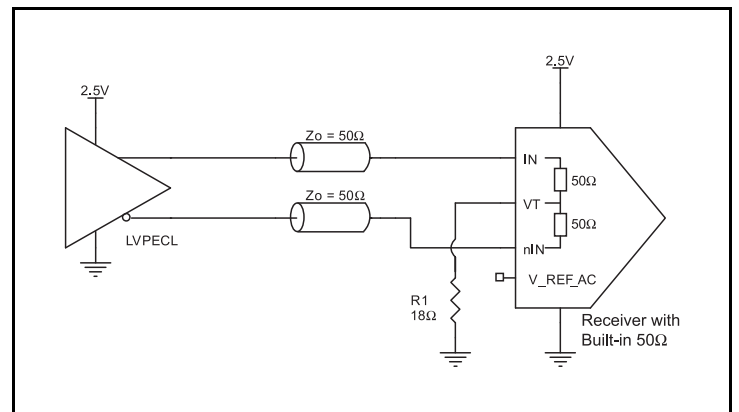 2.5V
2.5V
Zo = 50Ω
IN
50Ω
Zo = 50Ω
VT
50Ω
LVPECL
nIN
V_REF_AC
R1
18Ω
Receiver with
Built-in 50Ω